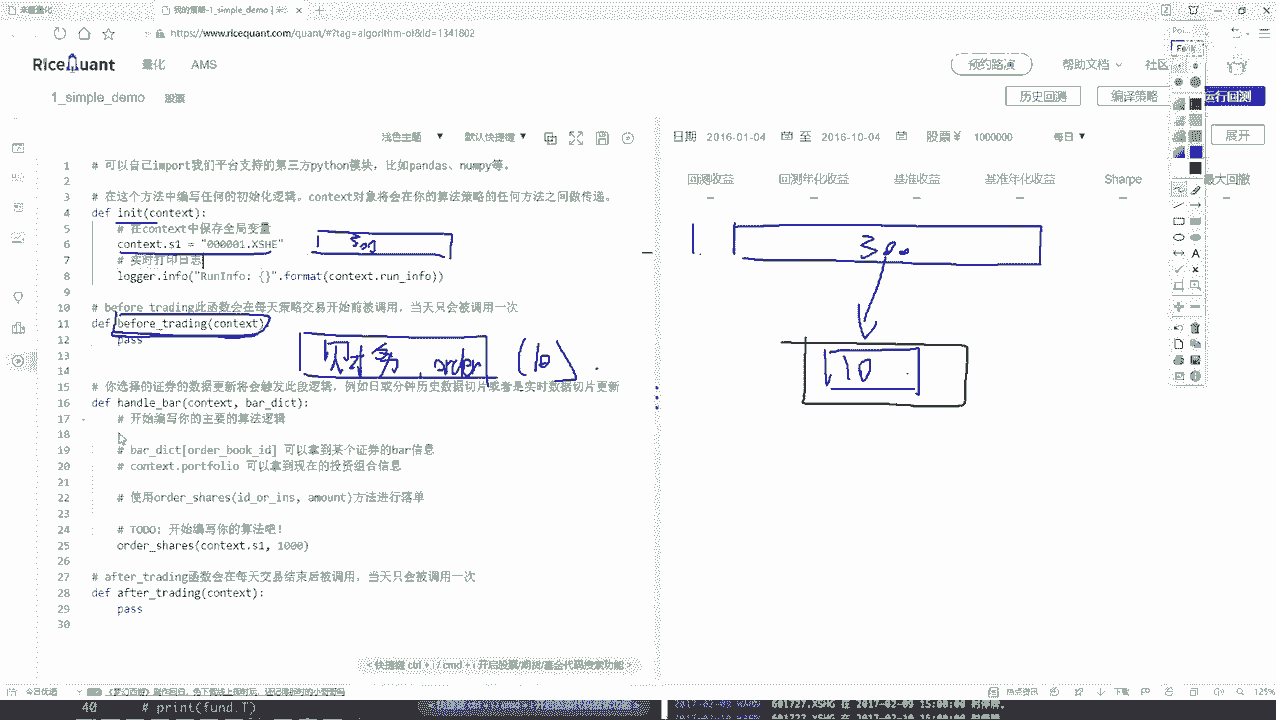 我的策略-1_simple_demo
https://www.ricequant.com/quant/#?tag=algorithm-ol&id=1341802
RiceQuant 量化 AMS 预约路演 帮助文档 社区
1_simple_demo 股票 历史回测 编译策略 运行回测
浅色主题 默认快捷键 日期 2016-01-04 至 2016-10-04 股票 ¥ 1000000 每日 展开
回测收益 回测年化收益 基准收益 基准年化收益 Sharpe 最大回撤
1 # 可以自己import我们平台支持的第三方python模块，比如pandas、numpy等。
2
3 # 在这个方法中编写任何的初始化逻辑。context对象将会在你的算法策略的任何方法之间做传递。
4 def init(context):
5 # 在context中保存全局变量
6 context.s1 = "000001.XSHE"
7 # 实时打印日志
8 logger.info("RunInfo: {}".format(context.run_info))
9
10 # before_trading此函数会在每天策略交易开始前被调用，当天只会被调用一次
11 def before_trading(context):
12 pass
13
14
15 # 你选择的证券的数据更新将会触发此段逻辑，例如日或分钟历史数据切片或者是实时数据切片更新
16 def handle_bar(context, bar_dict):
17 # 开始编写你的主要的算法逻辑
18
19 # bar_dict[order_book_id] 可以拿到某个证券的bar信息
20 # context.portfolio 可以拿到现在的投资组合信息
21
22 # 使用order_shares(id_or_ins, amount)方法进行落单
23
24 # TODO: 开始编写你的算法吧！
25 order_shares(context.s1, 1000)
26
27 # after_trading函数会在每天交易结束后被调用，当天只会被调用一次
28 def after_trading(context):
29 pass
30
300
财务 order (10)
1. 300
10
快捷键 ctrl + i / cmd + i 开启股票/期货/基金代码搜索功能
今日优选
热点资讯 下载 125%
40 # print(fund.T)